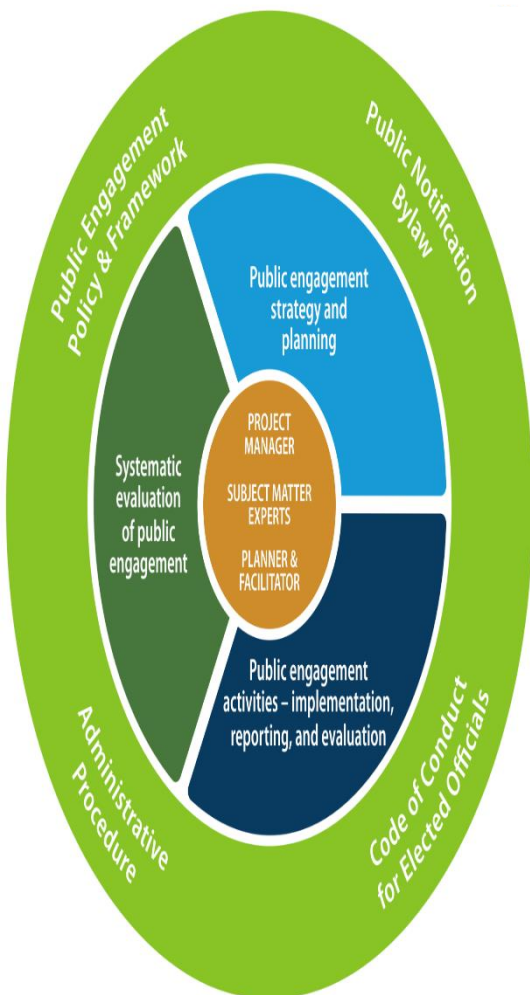 Public Engagement
Policy & Framework
Public Notification
Bylaw
Public engagement
strategy and
planning
Systematic
evaluation
of public
engagement
PROJECT
MANAGER
SUBJECT MATTER
EXPERTS
PLANNER &
FACILITATOR
Public engagement
activities – implementation,
reporting, and evaluation
Administrative
Procedure
Code of Conduct
for Elected Officials